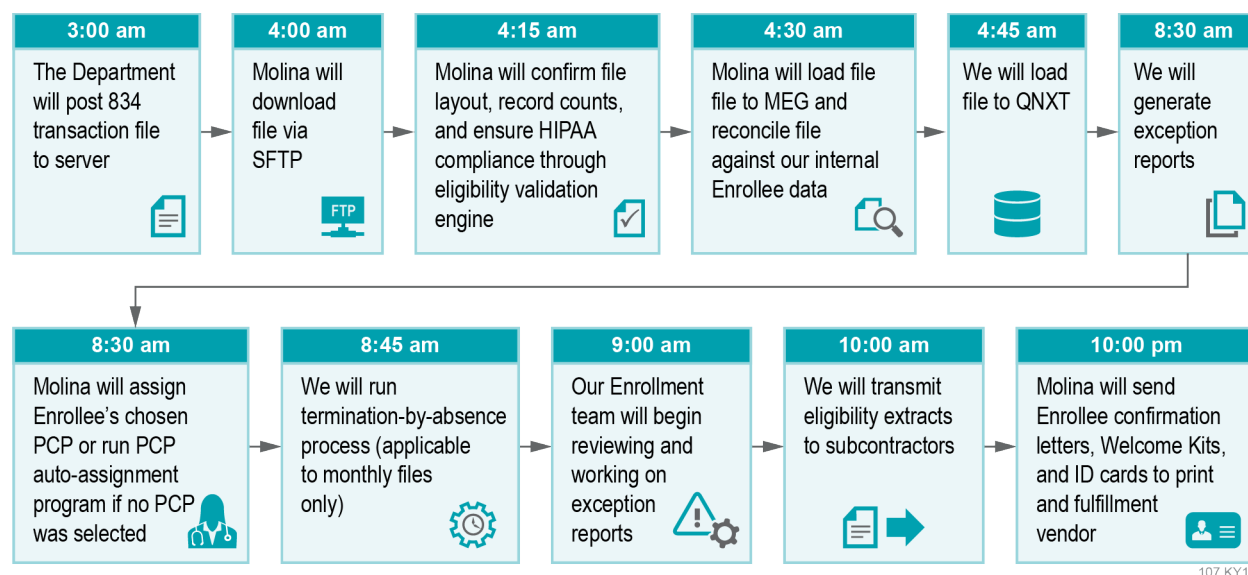 3:00 am
The Department
will post 834
transaction file
to server
4:00 am
Molina will
download
file via
SFTP
FTP
4:15 am
Molina will confirm file
layout, record counts,
and ensure HIPAA
compliance through
eligibility validation
engine
4:30 am
Molina will load file
file to MEG and
reconcile file
against our internal
Enrollee data
4:45 am
We will load
file to QNXT
8:30 am
We will
generate
exception
reports
8:30 am
Molina will assign
Enrollee's chosen
PCP or run PCP
auto-assignment
program if no PCP
was selected
8:45 am
We will run
termination-by-absence
process (applicable
to monthly files
only)
9:00 am
Our Enrollment
team will begin
reviewing and
working on
exception
reports
10:00 am
We will transmit
eligibility extracts
to subcontractors
10:00 pm
Molina will send
Enrollee confirmation
letters, Welcome Kits,
and ID cards to print
and fulfillment
vendor
107 KY1